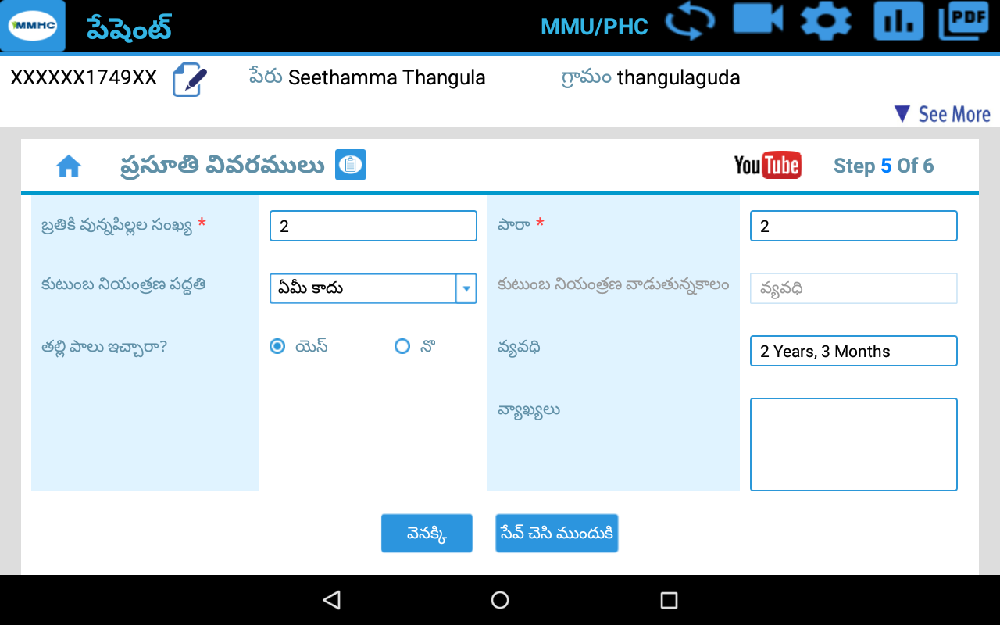 MMHC పేషెంట్ MMU/PHC PDF
XXXXXX1749XX పేరు Seethamma Thangula గ్రామం thangulaguda
▼ See More
ప్రసూతి వివరములు YouTube Step 5 Of 6
బ్రతికి వున్నపిల్లల సంఖ్య * 2 పారా * 2
కుటుంబ నియంత్రణ పద్ధతి ఏమీ కాదు కుటుంబ నియంత్రణ వాడుతున్నకాలం వ్యవధి
తల్లి పాలు ఇచ్చారా? యెస్ నొ వ్యవధి 2 Years, 3 Months
వ్యాఖ్యలు
వెనక్కి సేవ్ చెసి ముందుకి